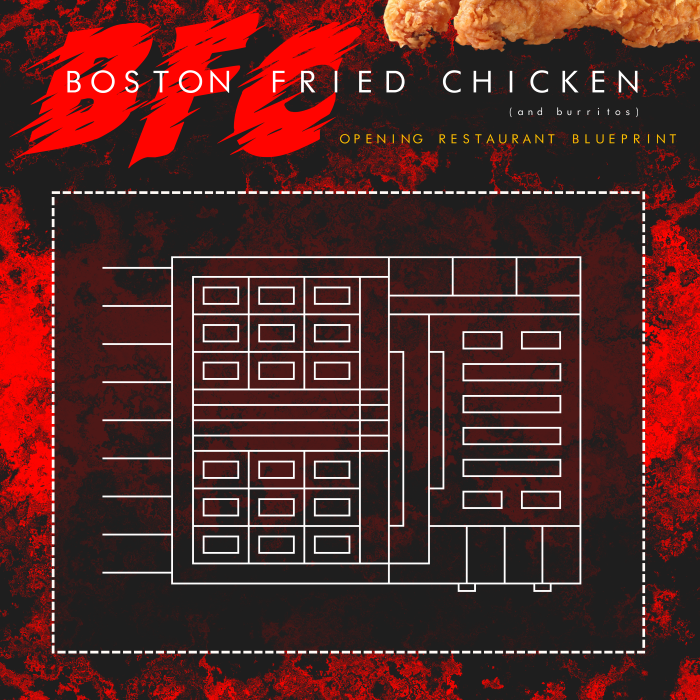 BFC
BOSTON FRIED CHICKEN
(and burritos)
OPENING RESTAURANT BLUEPRINT